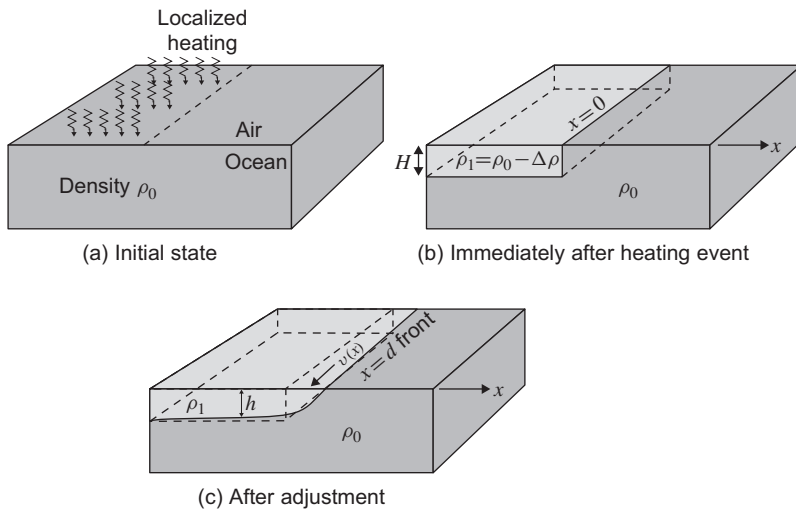 Localized
heating
Air
Ocean
Density ρ₀
(a) Initial state
x=0
x
H
ρ₁=ρ₀−Δρ
ρ₀
(b) Immediately after heating event
υ(x)
x=d front
x
ρ₁
h
ρ₀
(c) After adjustment